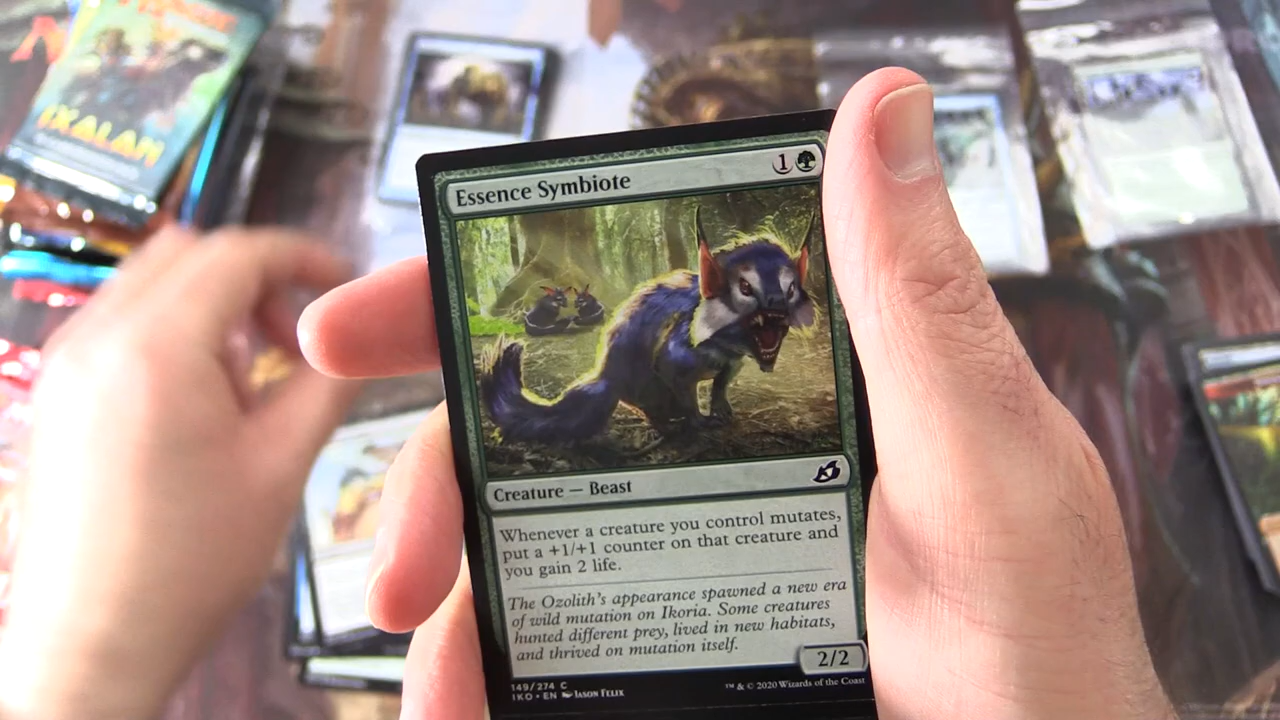 IXALAN
Essence Symbiote
1
Creature — Beast
Whenever a creature you control mutates,
put a +1/+1 counter on that creature and
you gain 2 life.
The Ozolith's appearance spawned a new era
of wild mutation on Ikoria. Some creatures
hunted different prey, lived in new habitats,
and thrived on mutation itself.
2/2
149/274 C
IKO • EN JASON FELIX
™ & © 2020 Wizards of the Coast